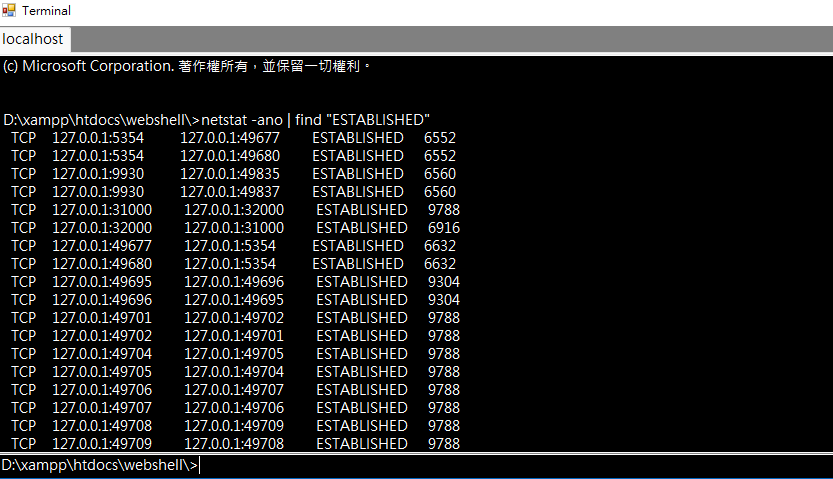 Terminal
localhost
(c) Microsoft Corporation. 著作權所有，並保留一切權利。
D:\xampp\htdocs\webshell\>netstat -ano | find "ESTABLISHED"
TCP 127.0.0.1:5354 127.0.0.1:49677 ESTABLISHED 6552
TCP 127.0.0.1:5354 127.0.0.1:49680 ESTABLISHED 6552
TCP 127.0.0.1:9930 127.0.0.1:49835 ESTABLISHED 6560
TCP 127.0.0.1:9930 127.0.0.1:49837 ESTABLISHED 6560
TCP 127.0.0.1:31000 127.0.0.1:32000 ESTABLISHED 9788
TCP 127.0.0.1:32000 127.0.0.1:31000 ESTABLISHED 6916
TCP 127.0.0.1:49677 127.0.0.1:5354 ESTABLISHED 6632
TCP 127.0.0.1:49680 127.0.0.1:5354 ESTABLISHED 6632
TCP 127.0.0.1:49695 127.0.0.1:49696 ESTABLISHED 9304
TCP 127.0.0.1:49696 127.0.0.1:49695 ESTABLISHED 9304
TCP 127.0.0.1:49701 127.0.0.1:49702 ESTABLISHED 9788
TCP 127.0.0.1:49702 127.0.0.1:49701 ESTABLISHED 9788
TCP 127.0.0.1:49704 127.0.0.1:49705 ESTABLISHED 9788
TCP 127.0.0.1:49705 127.0.0.1:49704 ESTABLISHED 9788
TCP 127.0.0.1:49706 127.0.0.1:49707 ESTABLISHED 9788
TCP 127.0.0.1:49707 127.0.0.1:49706 ESTABLISHED 9788
TCP 127.0.0.1:49708 127.0.0.1:49709 ESTABLISHED 9788
TCP 127.0.0.1:49709 127.0.0.1:49708 ESTABLISHED 9788
D:\xampp\htdocs\webshell\>